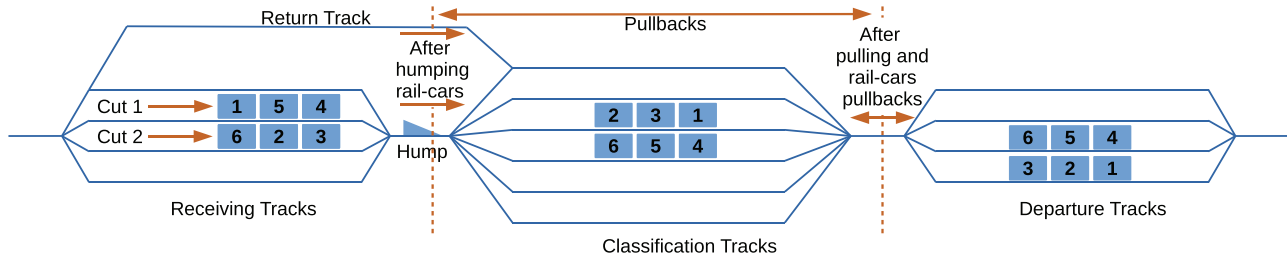 Return Track
Pullbacks
After
humping
rail-cars
After
pulling and
rail-cars
pullbacks
Cut 1
1 5 4
Cut 2
6 2 3
Hump
2 3 1
6 5 4
6 5 4
3 2 1
Receiving Tracks
Classification Tracks
Departure Tracks